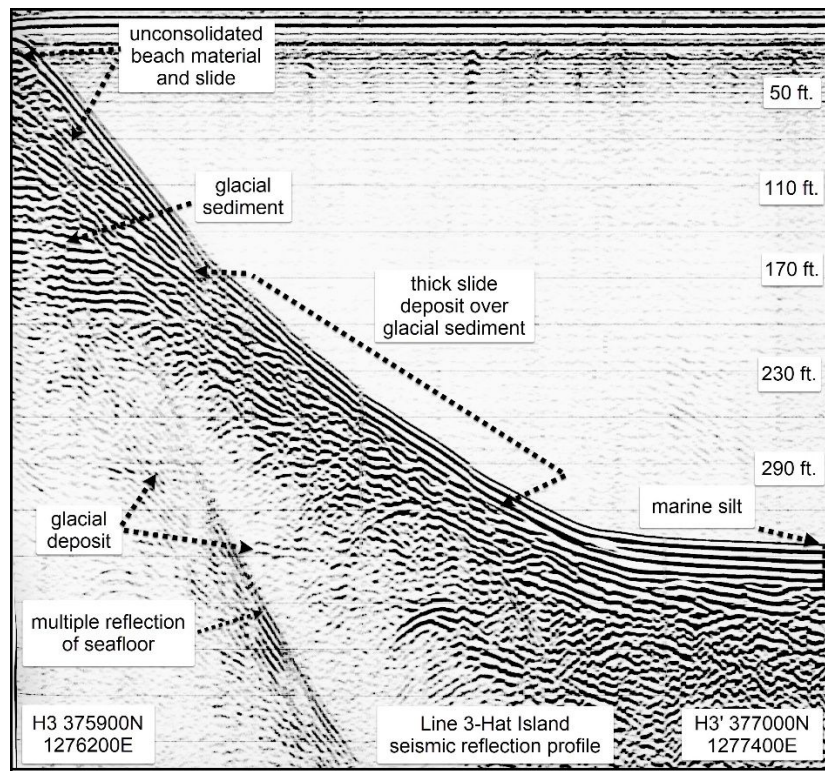 unconsolidated
beach material
and slide
50 ft.
110 ft.
glacial
sediment
170 ft.
thick slide
deposit over
glacial sediment
230 ft.
290 ft.
marine silt
glacial
deposit
multiple reflection
of seafloor
H3 375900N
1276200E
Line 3-Hat Island
seismic reflection profile
H3' 377000N
1277400E